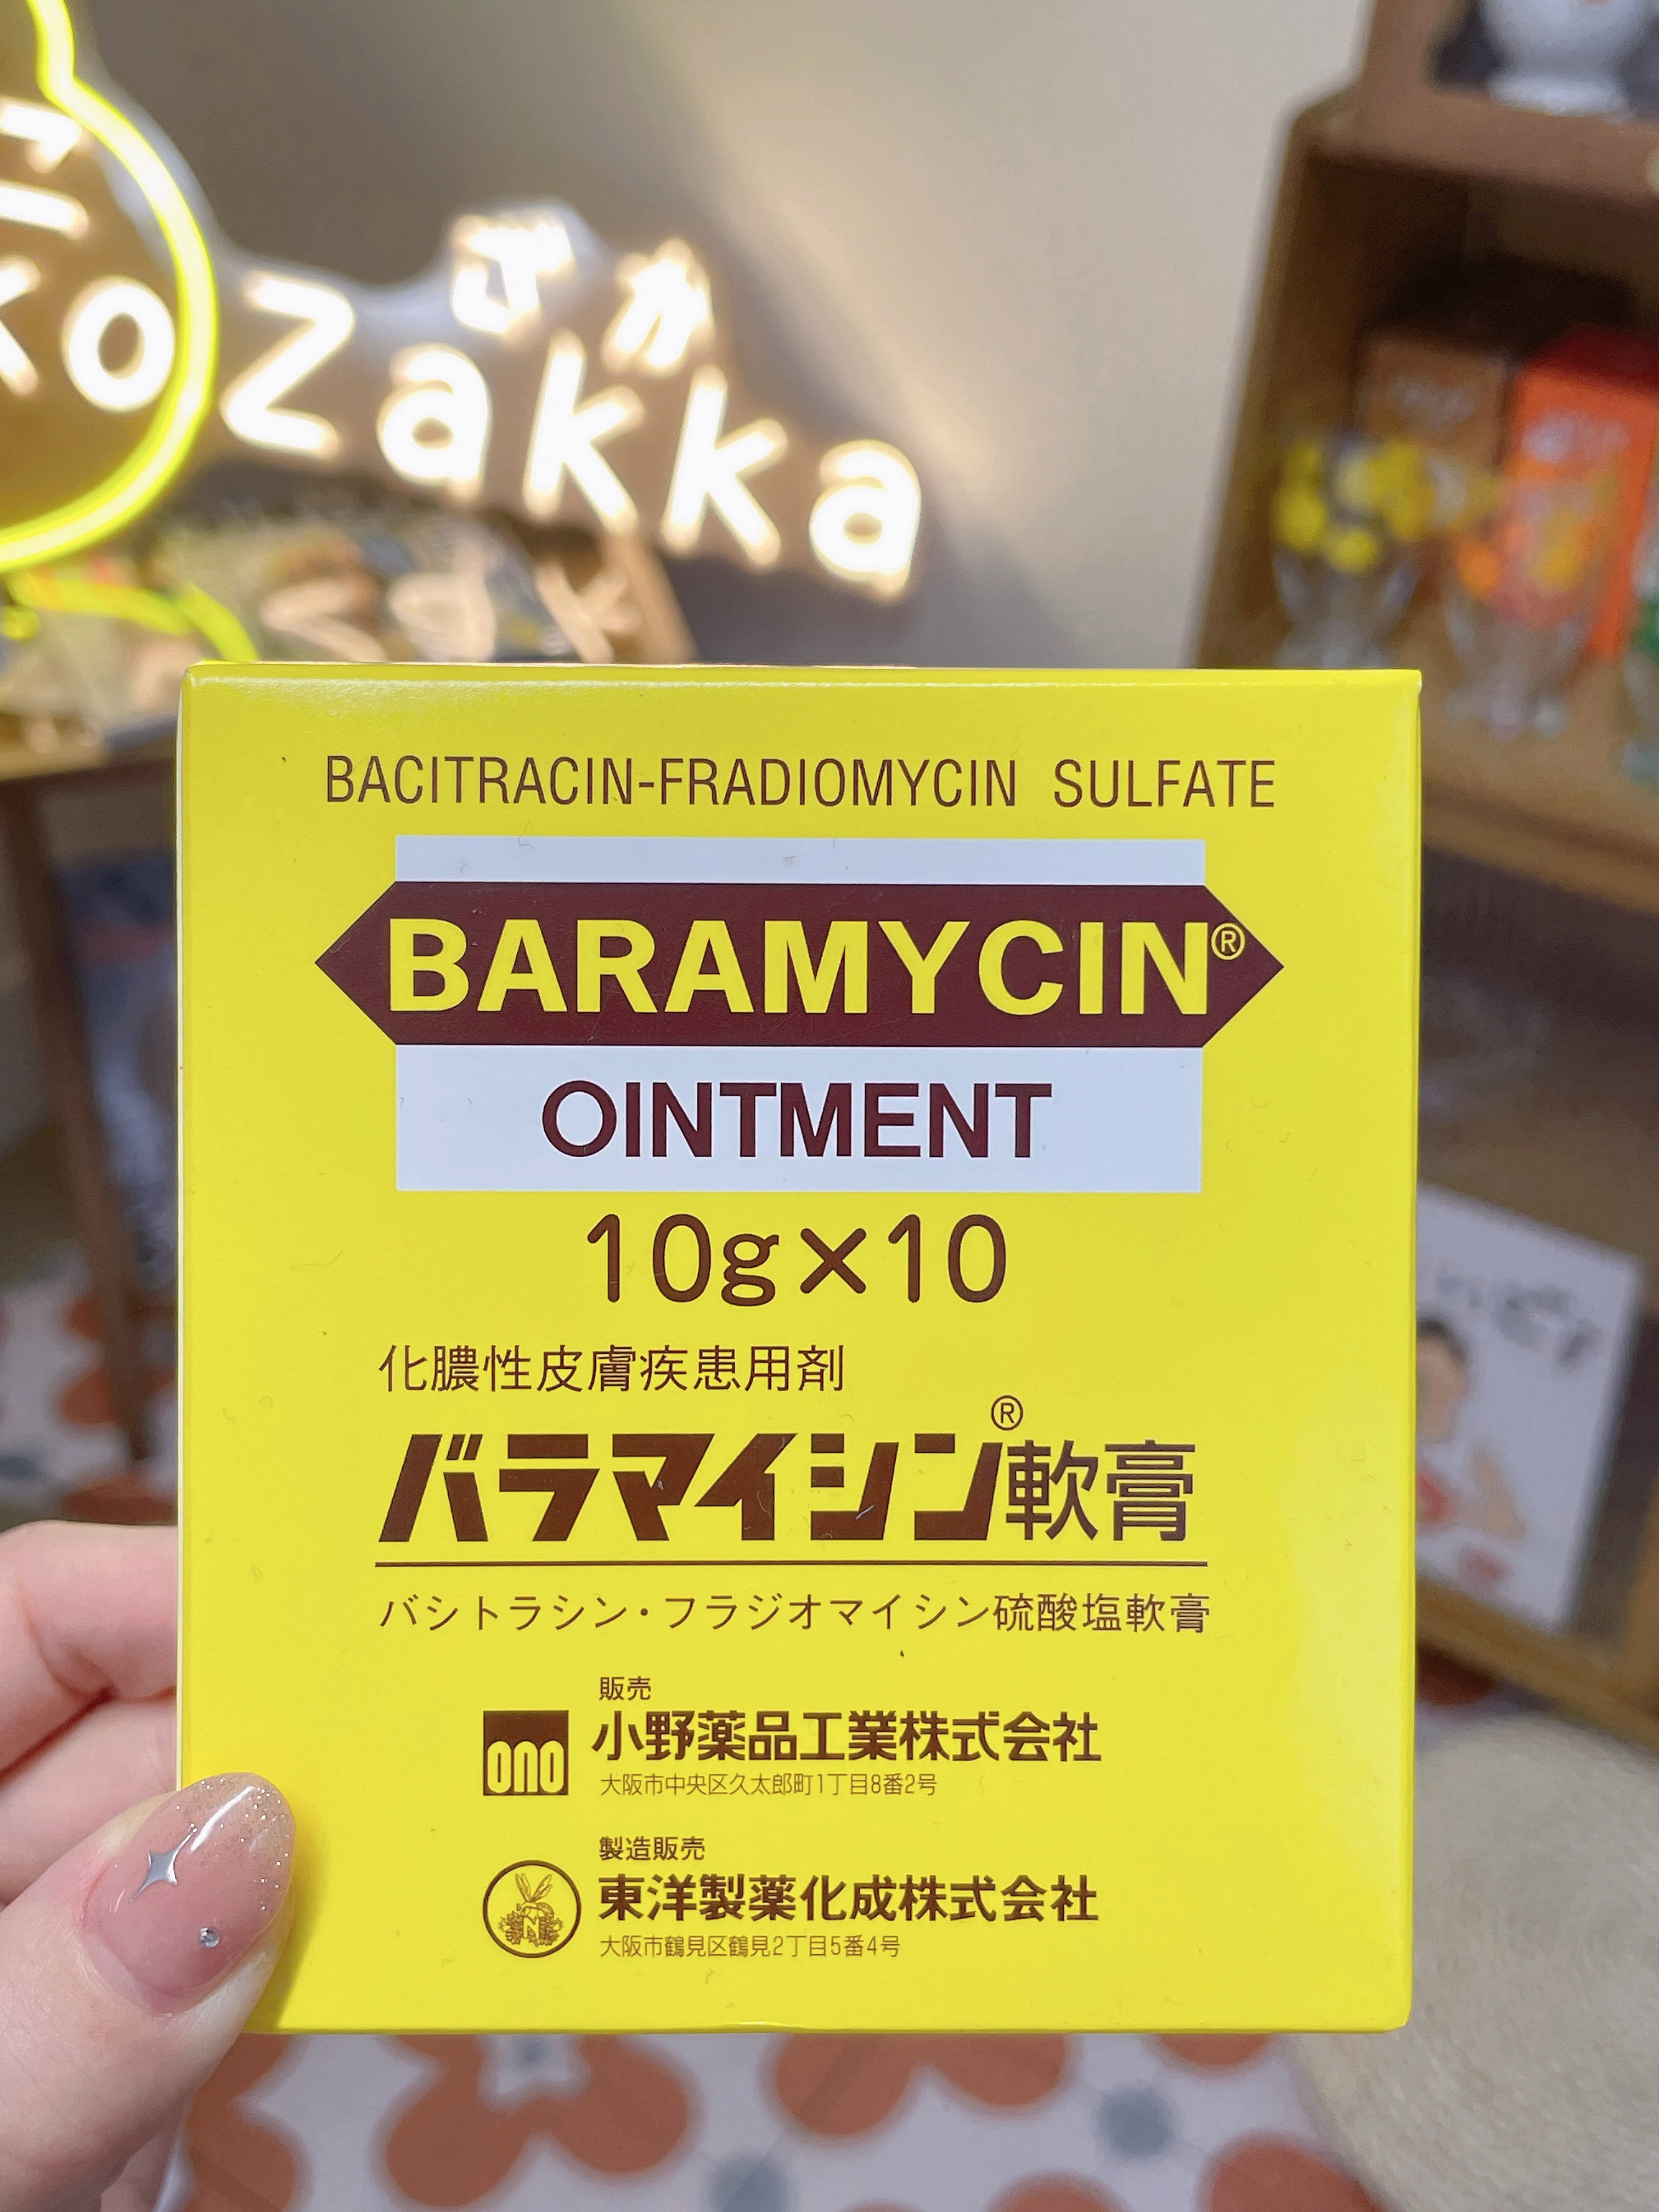 ざか
ko zakka
BACITRACIN-FRADIOMYCIN SULFATE
BARAMYCIN®
OINTMENT
10g×10
化膿性皮膚疾患用剤
バラマイシン®軟膏
バシトラシン・フラジオマイシン硫酸塩軟膏
販売
ono 小野薬品工業株式会社
大阪市中央区久太郎町1丁目8番2号
製造販売
東洋製薬化成株式会社
大阪市鶴見区鶴見2丁目5番4号